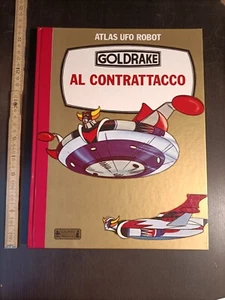 ATLAS UFO ROBOT
GOLDRAKE
AL CONTRATTACCO